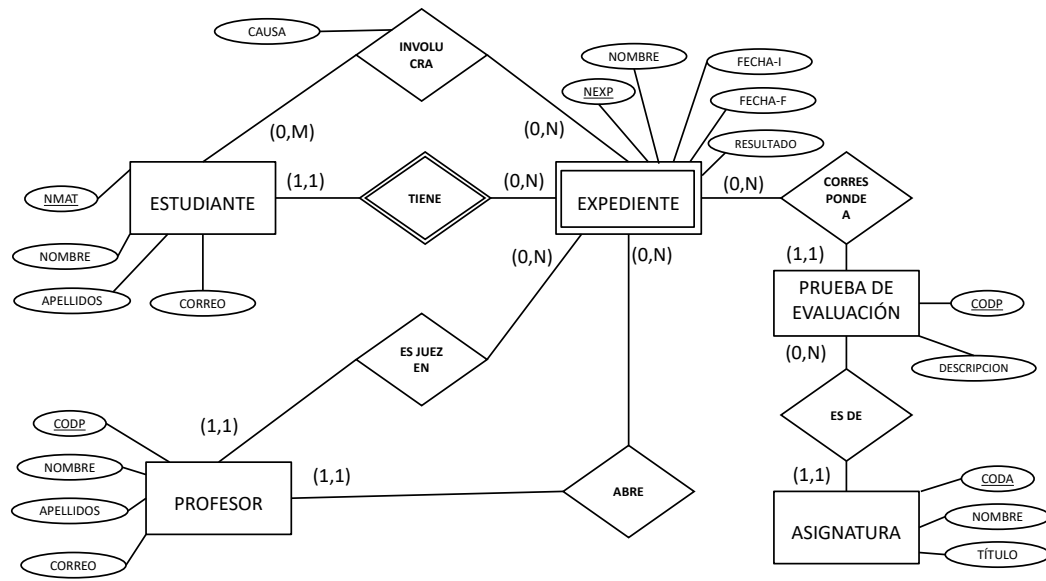 CAUSA
INVOLU
CRA
NOMBRE
FECHA-I
NEXP
FECHA-F
RESULTADO
(0,M)
(0,N)
NMAT
ESTUDIANTE
(1,1)
TIENE
(0,N)
EXPEDIENTE
(0,N)
CORRES
PONDE
A
NOMBRE
APELLIDOS
CORREO
(0,N)
(0,N)
(1,1)
PRUEBA DE
EVALUACIÓN
CODP
(0,N)
DESCRIPCION
ES JUEZ
EN
ES DE
CODP
(1,1)
NOMBRE
(1,1)
PROFESOR
APELLIDOS
CORREO
ABRE
(1,1)
CODA
ASIGNATURA
NOMBRE
TÍTULO